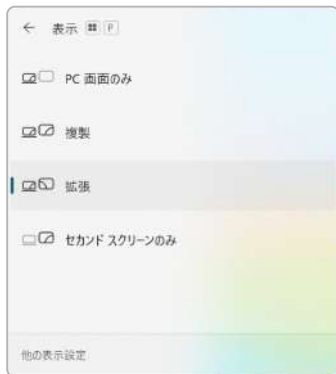 ← 表示 P
PC 画面のみ
複製
拡張
セカンド スクリーンのみ
他の表示設定